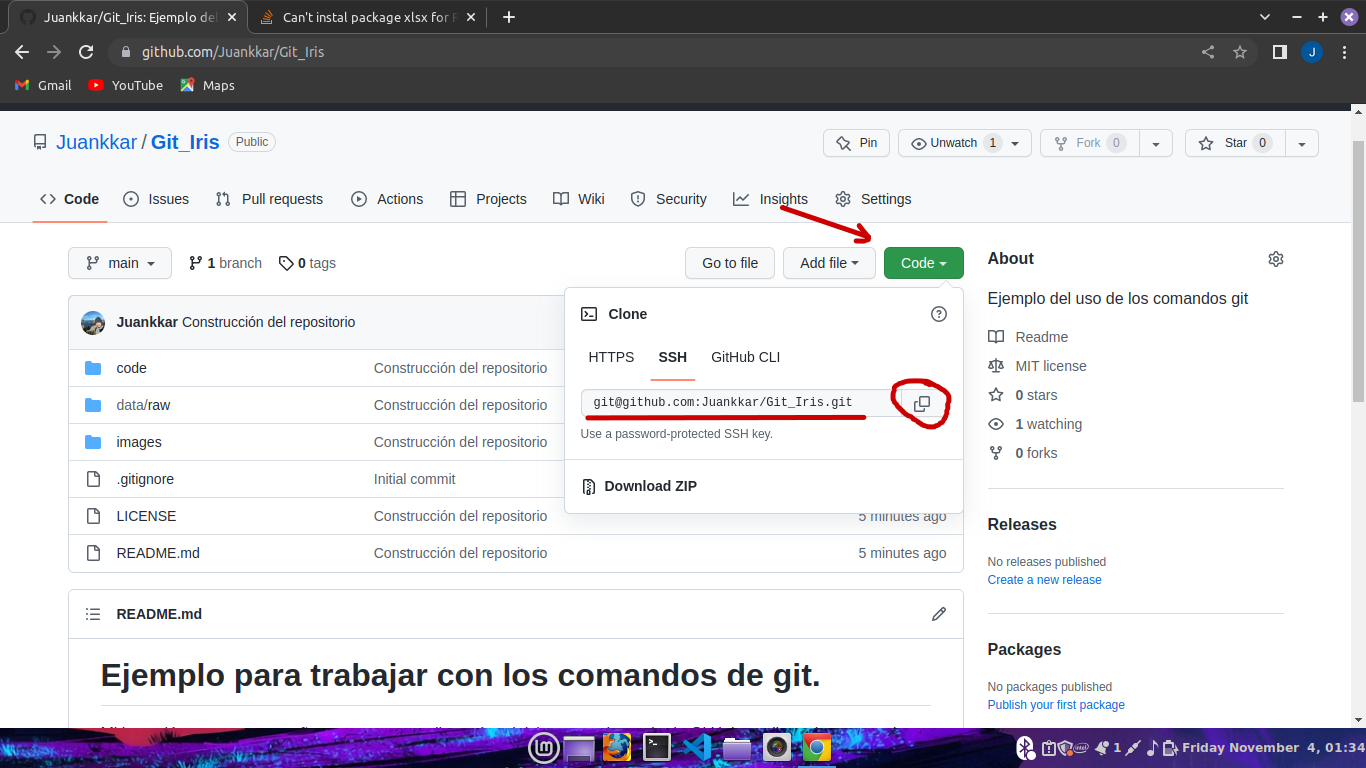 Juankkar/Git_Iris: Ejemplo del
Can't instal package xlsx for R
github.com/Juankkar/Git_Iris
J
Gmail
YouTube
Maps
Juankkar / Git_Iris Public
Pin
Unwatch 1
Fork 0
Star 0
Code
Issues
Pull requests
Actions
Projects
Wiki
Security
Insights
Settings
main
1 branch
0 tags
Go to file
Add file
Code
Juankkar Construcción del repositorio
code Construcción del repositorio
data/raw Construcción del repositorio
images Construcción del repositorio
.gitignore Initial commit
LICENSE Construcción del repositorio 5 minutes ago
README.md Construcción del repositorio 5 minutes ago
Clone
HTTPS
SSH
GitHub CLI
git@github.com:Juankkar/Git_Iris.git
Use a password-protected SSH key.
Download ZIP
README.md
Ejemplo para trabajar con los comandos de git.
About
Ejemplo del uso de los comandos git
Readme
MIT license
0 stars
1 watching
0 forks
Releases
No releases published
Create a new release
Packages
No packages published
Publish your first package
1
Friday November 4, 01:34